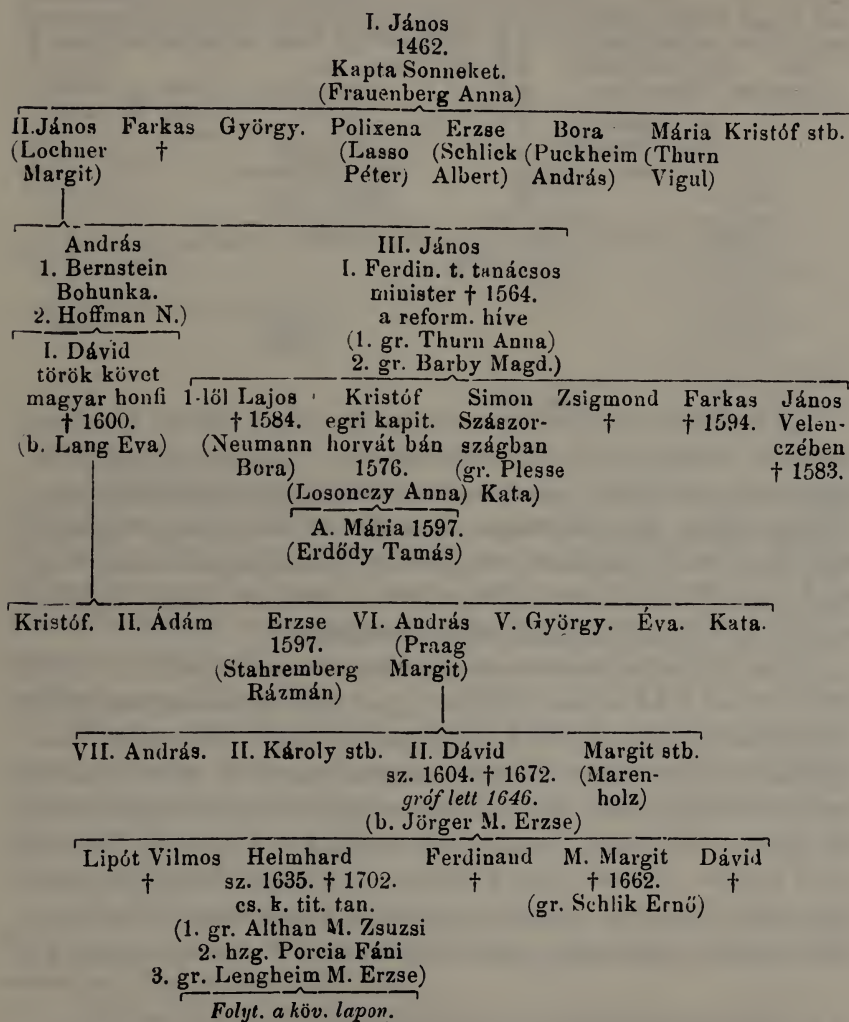 I. János
1462.
Kapta Sonneket.
(Frauenberg Anna)
II.János Farkas György. Polixena Erzse Bora Mária Kristóf stb.
(Lochner † (Lasso (Schlick (Puckheim (Thurn
Margit) Péter) Albert) András) Vigul)
András III. János
1. Bernstein I. Ferdin. t. tanácsos
Bohunka. minister † 1564.
2. Hoffman N.) a reform. híve
I. Dávid (1. gr. Thurn Anna)
török követ 2. gr. Barby Magd.)
magyar honfi 1-lől Lajos Kristóf Simon Zsigmond Farkas János
† 1600. † 1584. egri kapit. Szászor- † † 1594. Velen-
(b. Lang Eva) (Neumann horvát bán szágban czében
Bora) 1576. (gr. Plesse † 1583.
(Losonczy Anna) Kata)
A. Mária 1597.
(Erdődy Tamás)
Kristóf. II. Ádám Erzse VI. András V. György. Éva. Kata.
1597. (Praag
(Stahremberg Margit)
Rázmán)
VII. András. II. Károly stb. II. Dávid Margit stb.
sz. 1604. † 1672. (Maren-
gróf lett 1646. holz)
(b. Jörger M. Erzse)
Lipót Vilmos Helmhard Ferdinaud M. Margit Dávid
† sz. 1635. † 1702. † † 1662. †
cs. k. tit. tan. (gr. Schlik Ernő)
(1. gr. Althan M. Zsuzsi
2. hzg. Porcia Fáni
3. gr. Lengheim M. Erzse)
Folyt. a köv. lapon.